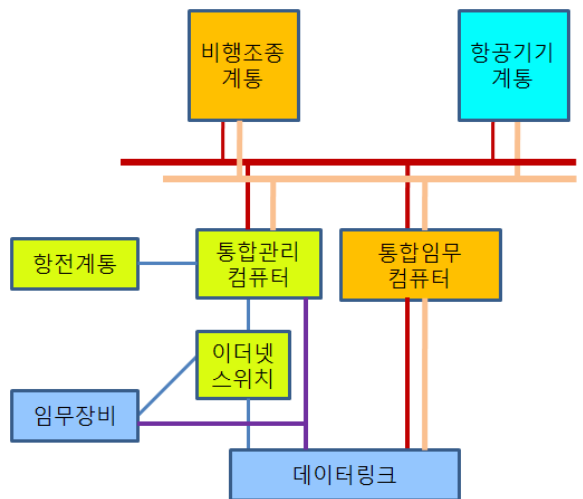 비행조종
계통
항공기기
계통
항전계통
통합관리
컴퓨터
통합임무
컴퓨터
이더넷
스위치
임무장비
데이터링크